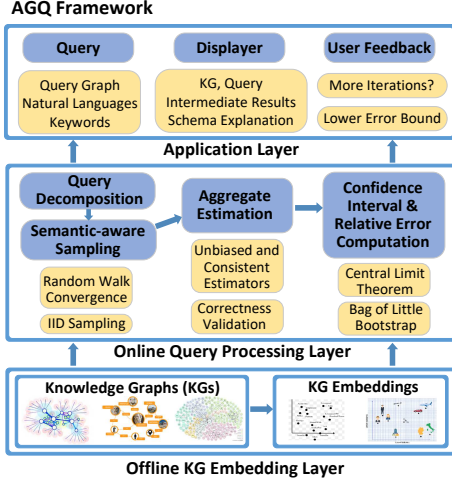 AGQ Framework
Query
Query Graph
Natural Languages
Keywords
Displayer
KG, Query
Intermediate Results
Schema Explanation
User Feedback
More Iterations?
Lower Error Bound
Application Layer
Query
Decomposition
Semantic-aware
Sampling
Random Walk
Convergence
IID Sampling
Aggregate
Estimation
Unbiased and
Consistent
Estimators
Correctness
Validation
Confidence
Interval &
Relative Error
Computation
Central Limit
Theorem
Bag of Little
Bootstrap
Online Query Processing Layer
Knowledge Graphs (KGs)
KG Embeddings
Offline KG Embedding Layer